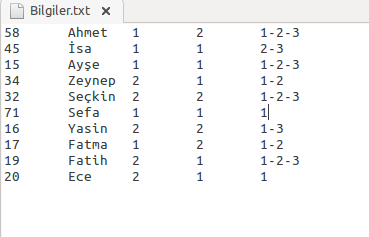 Bilgiler.txt
58 Ahmet 1 2 1-2-3
45 İsa 1 1 2-3
15 Ayşe 1 1 1-2-3
34 Zeynep 2 1 1-2
32 Seçkin 2 2 1-2-3
71 Sefa 1 1 1
16 Yasin 2 2 1-3
17 Fatma 1 1 1-2
19 Fatih 2 1 1-2-3
20 Ece 2 1 1